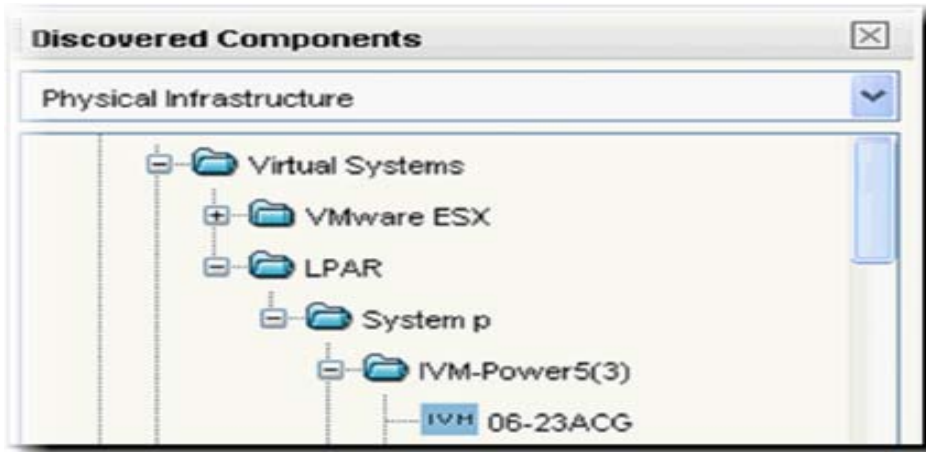 Discovered Components
Physical Infrastructure
Virtual Systems
VMware ESX
LPAR
System p
IVM-Power5(3)
IVM 06-23ACG